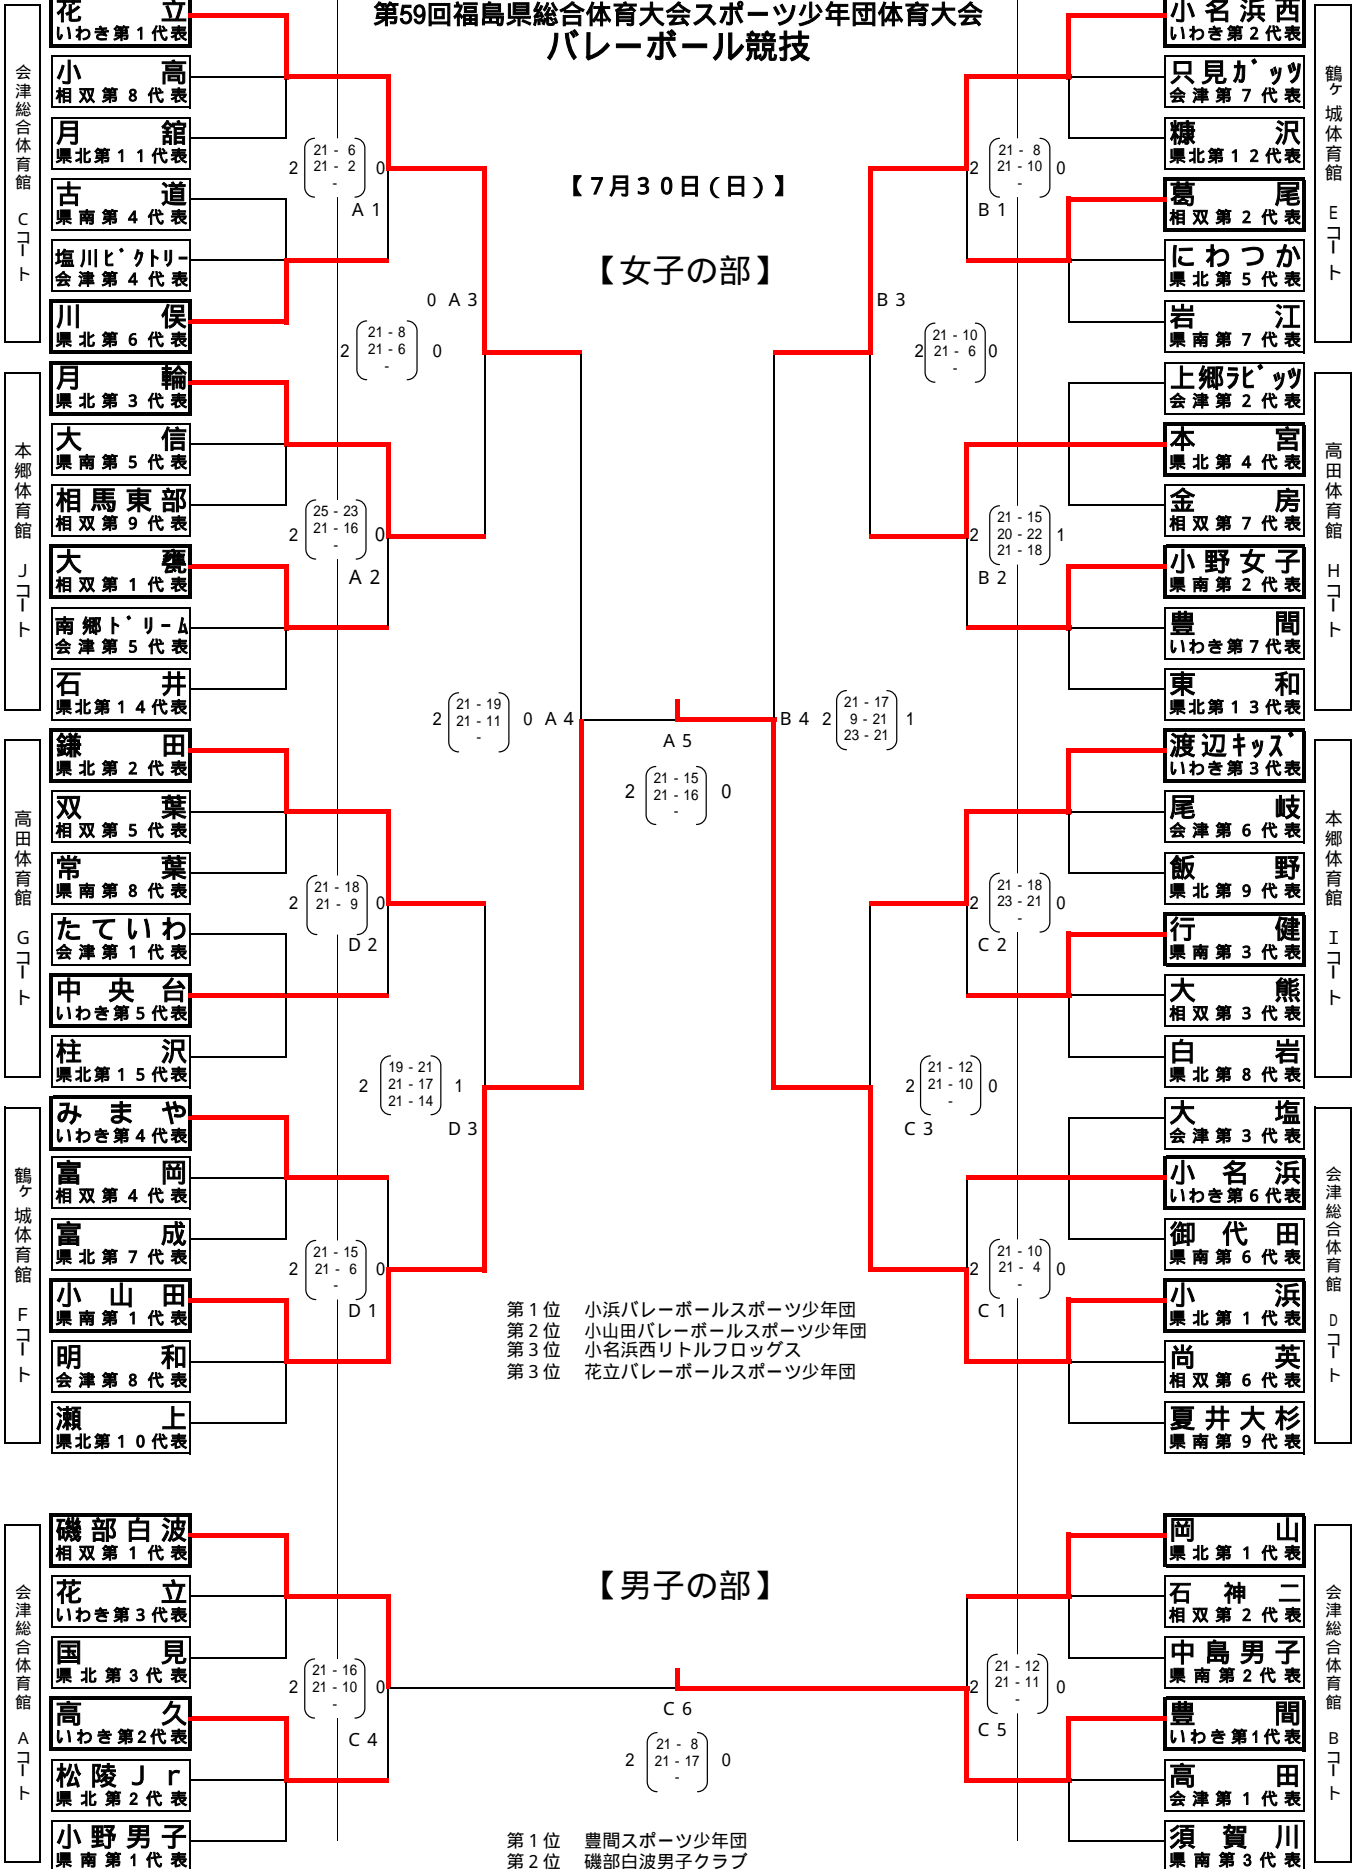 第59回福島県総合体育大会スポーツ少年団体育大会
バレーボール競技
【７月３０日（日）】
【女子の部】
会津総合体育館　Ｃコート
花立
いわき第１代表
小高
相双第８代表
月舘
県北第１１代表
古道
県南第４代表
塩川ﾋﾞｸﾄﾘｰ
会津第４代表
川俣
県北第６代表
本郷体育館　Ｊコート
月輪
県北第３代表
大信
県南第５代表
相馬東部
相双第９代表
大甕
相双第１代表
南郷ﾄﾞﾘｰﾑ
会津第５代表
石井
県北第１４代表
高田体育館　Ｇコート
鎌田
県北第２代表
双葉
相双第５代表
常葉
県南第８代表
たていわ
会津第１代表
中央台
いわき第５代表
柱沢
県北第１５代表
鶴ヶ城体育館　Ｆコート
みまや
いわき第４代表
富岡
相双第４代表
富成
県北第７代表
小山田
県南第１代表
明和
会津第８代表
瀬上
県北第１０代表
2 21 - 6 0
21 - 2
-
Ａ１
0 Ａ３
2 21 - 8 0
21 - 6
-
2 25 - 23 0
21 - 16
-
Ａ２
2 21 - 19 0 Ａ４
21 - 11
-
2 21 - 18 0
21 - 9
-
Ｄ２
2 19 - 21 1
21 - 17
21 - 14
Ｄ３
2 21 - 15 0
21 - 6
-
Ｄ１
Ａ５
2 21 - 15 0
21 - 16
-
2 21 - 8 0
21 - 10
-
Ｂ１
Ｂ３
2 21 - 10 0
21 - 6
-
2 21 - 15 1
20 - 22
21 - 18
Ｂ２
Ｂ４ 2 21 - 17 1
9 - 21
23 - 21
2 21 - 18 0
23 - 21
-
Ｃ２
2 21 - 12 0
21 - 10
-
Ｃ３
2 21 - 10 0
21 - 4
-
Ｃ１
鶴ヶ城体育館　Ｅコート
小名浜西
いわき第２代表
只見ｶﾞｯﾂ
会津第７代表
糠沢
県北第１２代表
葛尾
相双第２代表
にわつか
県北第５代表
岩江
県南第７代表
高田体育館　Ｈコート
上郷ﾗﾋﾞｯﾂ
会津第２代表
本宮
県北第４代表
金房
相双第７代表
小野女子
県南第２代表
豊間
いわき第７代表
東和
県北第１３代表
本郷体育館　Ｉコート
渡辺ｷｯｽﾞ
いわき第３代表
尾岐
会津第６代表
飯野
県北第９代表
行健
県南第３代表
大熊
相双第３代表
白岩
県北第８代表
会津総合体育館　Ｄコート
大塩
会津第３代表
小名浜
いわき第６代表
御代田
県南第６代表
小浜
県北第１代表
尚英
相双第６代表
夏井大杉
県南第９代表
第１位　小浜バレーボールスポーツ少年団
第２位　小山田バレーボールスポーツ少年団
第３位　小名浜西リトルフロッグス
第３位　花立バレーボールスポーツ少年団
【男子の部】
会津総合体育館　Ａコート
磯部白波
相双第１代表
花立
いわき第３代表
国見
県北第３代表
高久
いわき第2代表
松陵Ｊｒ
県北第２代表
小野男子
県南第１代表
2 21 - 16 0
21 - 10
-
Ｃ４
Ｃ６
2 21 - 8 0
21 - 17
-
2 21 - 12 0
21 - 11
-
Ｃ５
会津総合体育館　Ｂコート
岡山
県北第１代表
石神二
相双第２代表
中島男子
県南第２代表
豊間
いわき第1代表
高田
会津第１代表
須賀川
県南第３代表
第１位　豊間スポーツ少年団
第２位　磯部白波男子クラブ